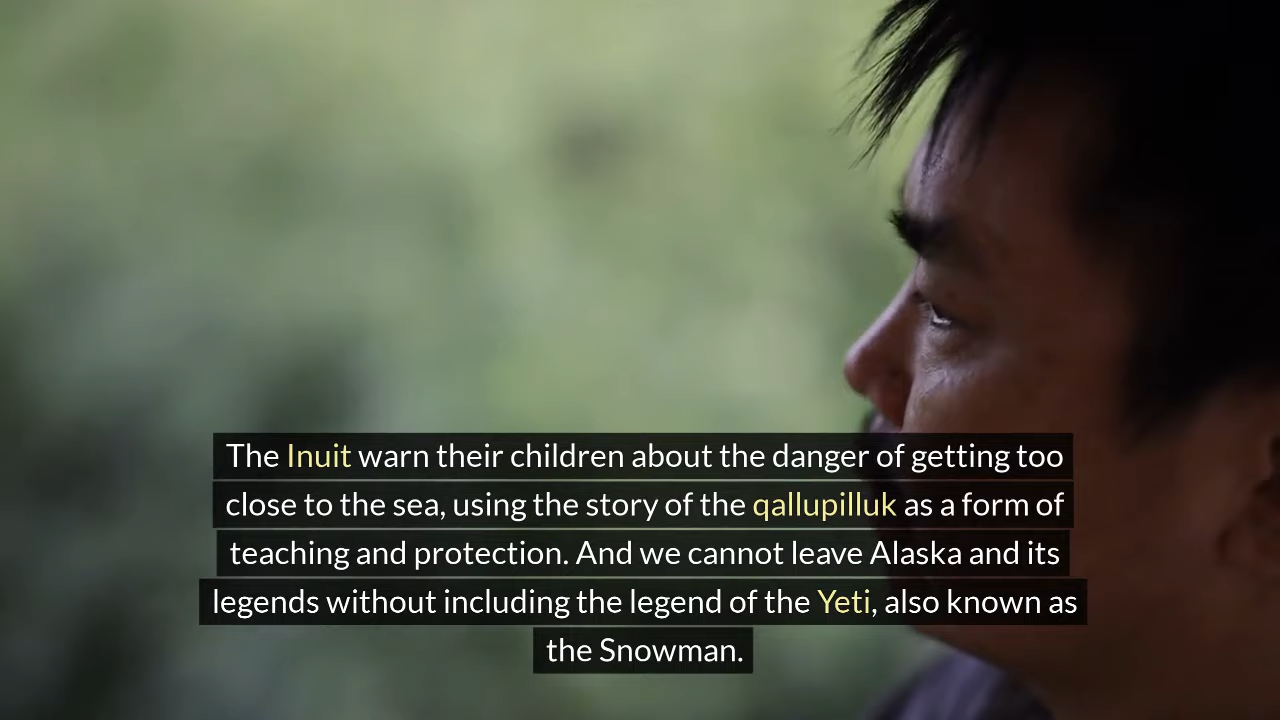 The Inuit warn their children about the danger of getting too
close to the sea, using the story of the qallupilluk as a form of
teaching and protection. And we cannot leave Alaska and its
legends without including the legend of the Yeti, also known as
the Snowman.